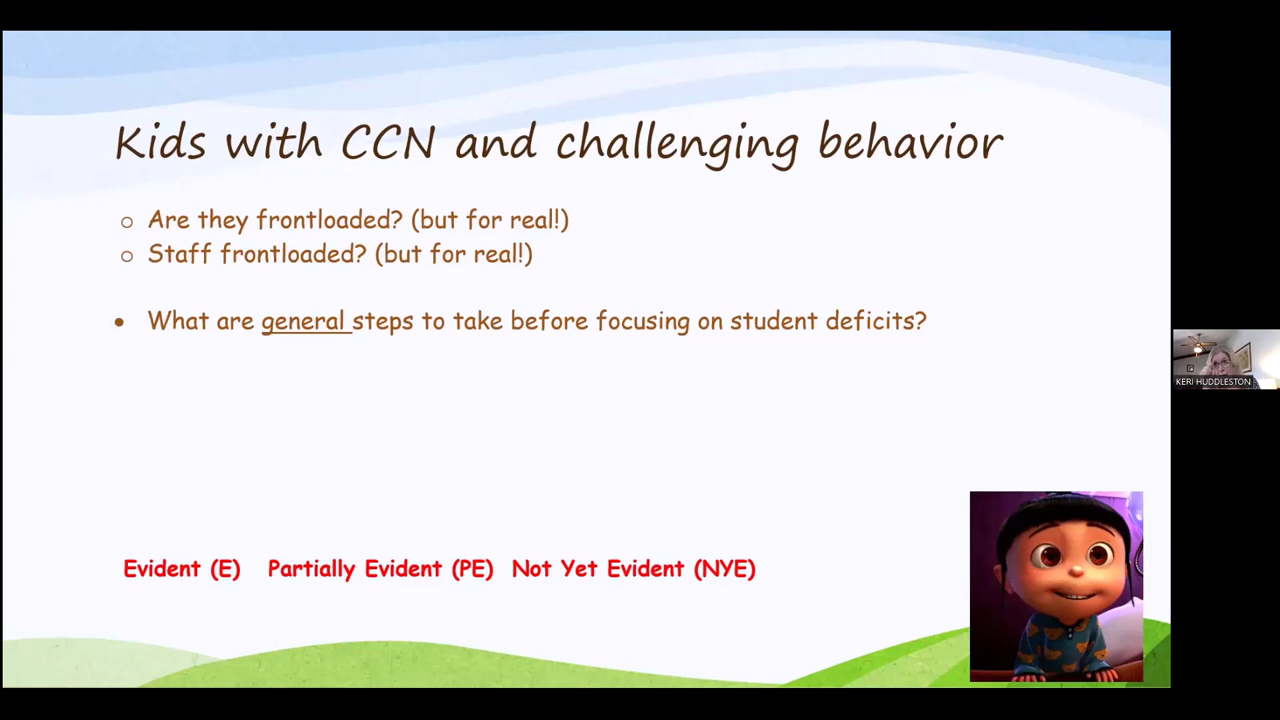 Kids with CCN and challenging behavior
Are they frontloaded? (but for real!)
Staff frontloaded? (but for real!)
What are general steps to take before focusing on student deficits?
KERI HUDDLESTON
Evident (E) Partially Evident (PE) Not Yet Evident (NYE)